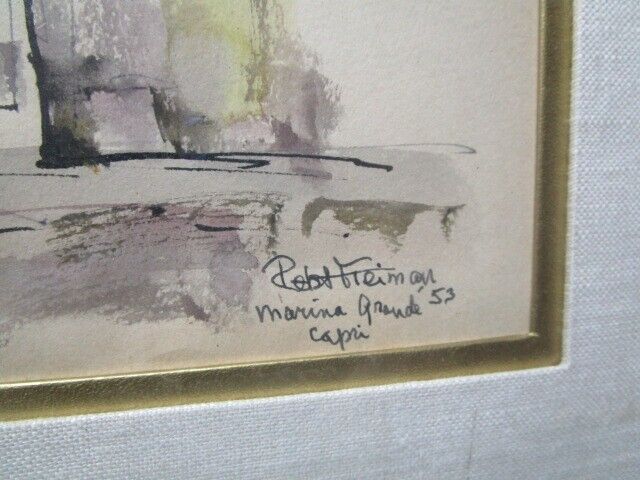 Robt Freiman
Marina Grande '53
Capri